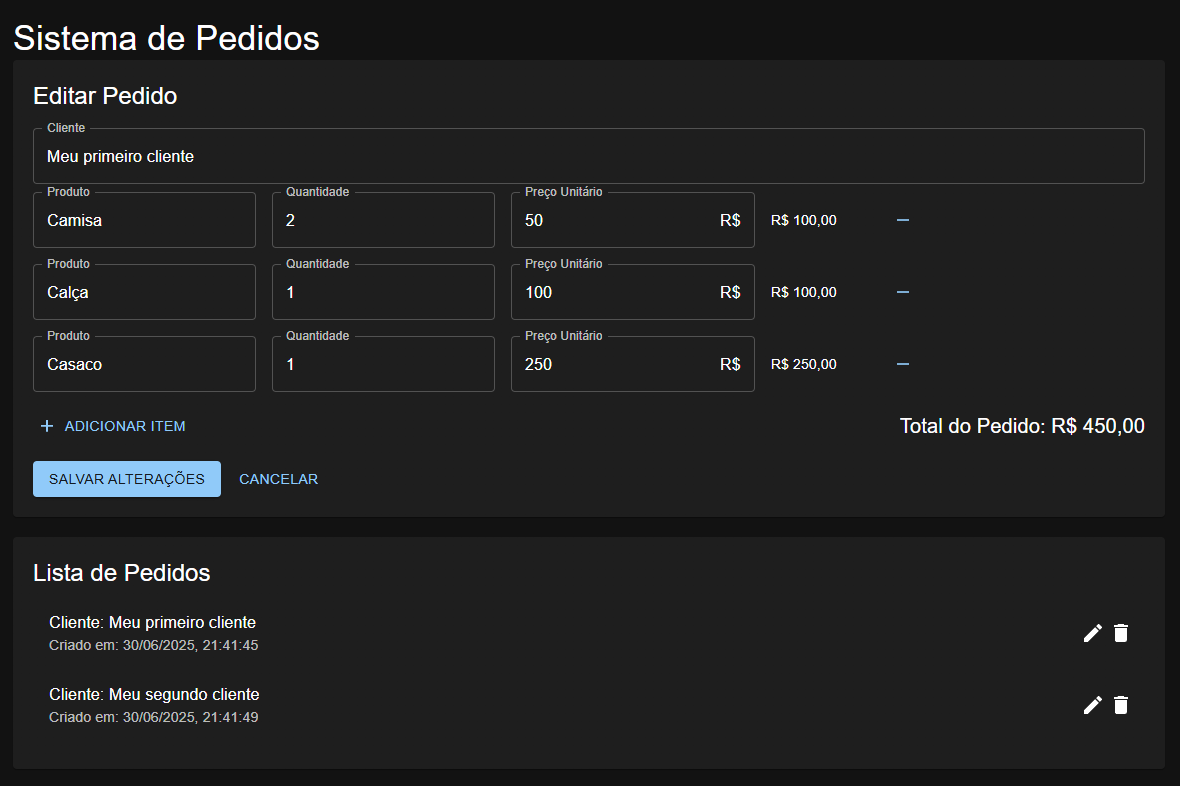 Sistema de Pedidos
Editar Pedido
Cliente
Meu primeiro cliente
Produto Quantidade Preço Unitário
Camisa 2 50 R$ R$ 100,00
Produto Quantidade Preço Unitário
Calça 1 100 R$ R$ 100,00
Produto Quantidade Preço Unitário
Casaco 1 250 R$ R$ 250,00
ADICIONAR ITEM Total do Pedido: R$ 450,00
SALVAR ALTERAÇÕES CANCELAR
Lista de Pedidos
Cliente: Meu primeiro cliente
Criado em: 30/06/2025, 21:41:45
Cliente: Meu segundo cliente
Criado em: 30/06/2025, 21:41:49